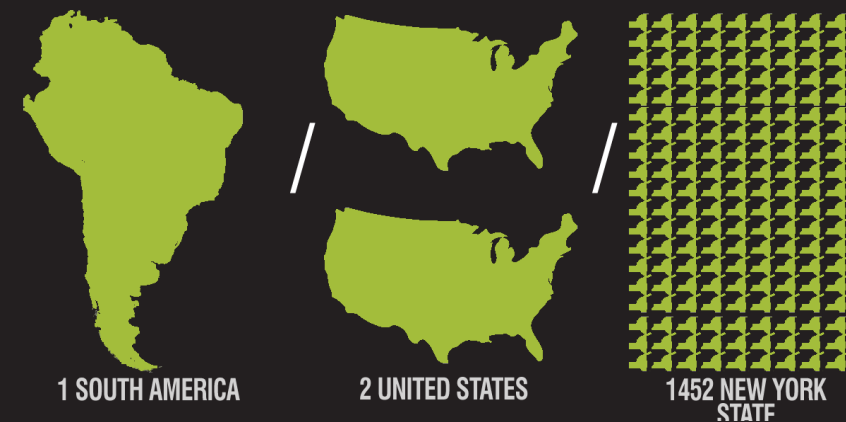 /
/
1 SOUTH AMERICA
2 UNITED STATES
1452 NEW YORK
STATE